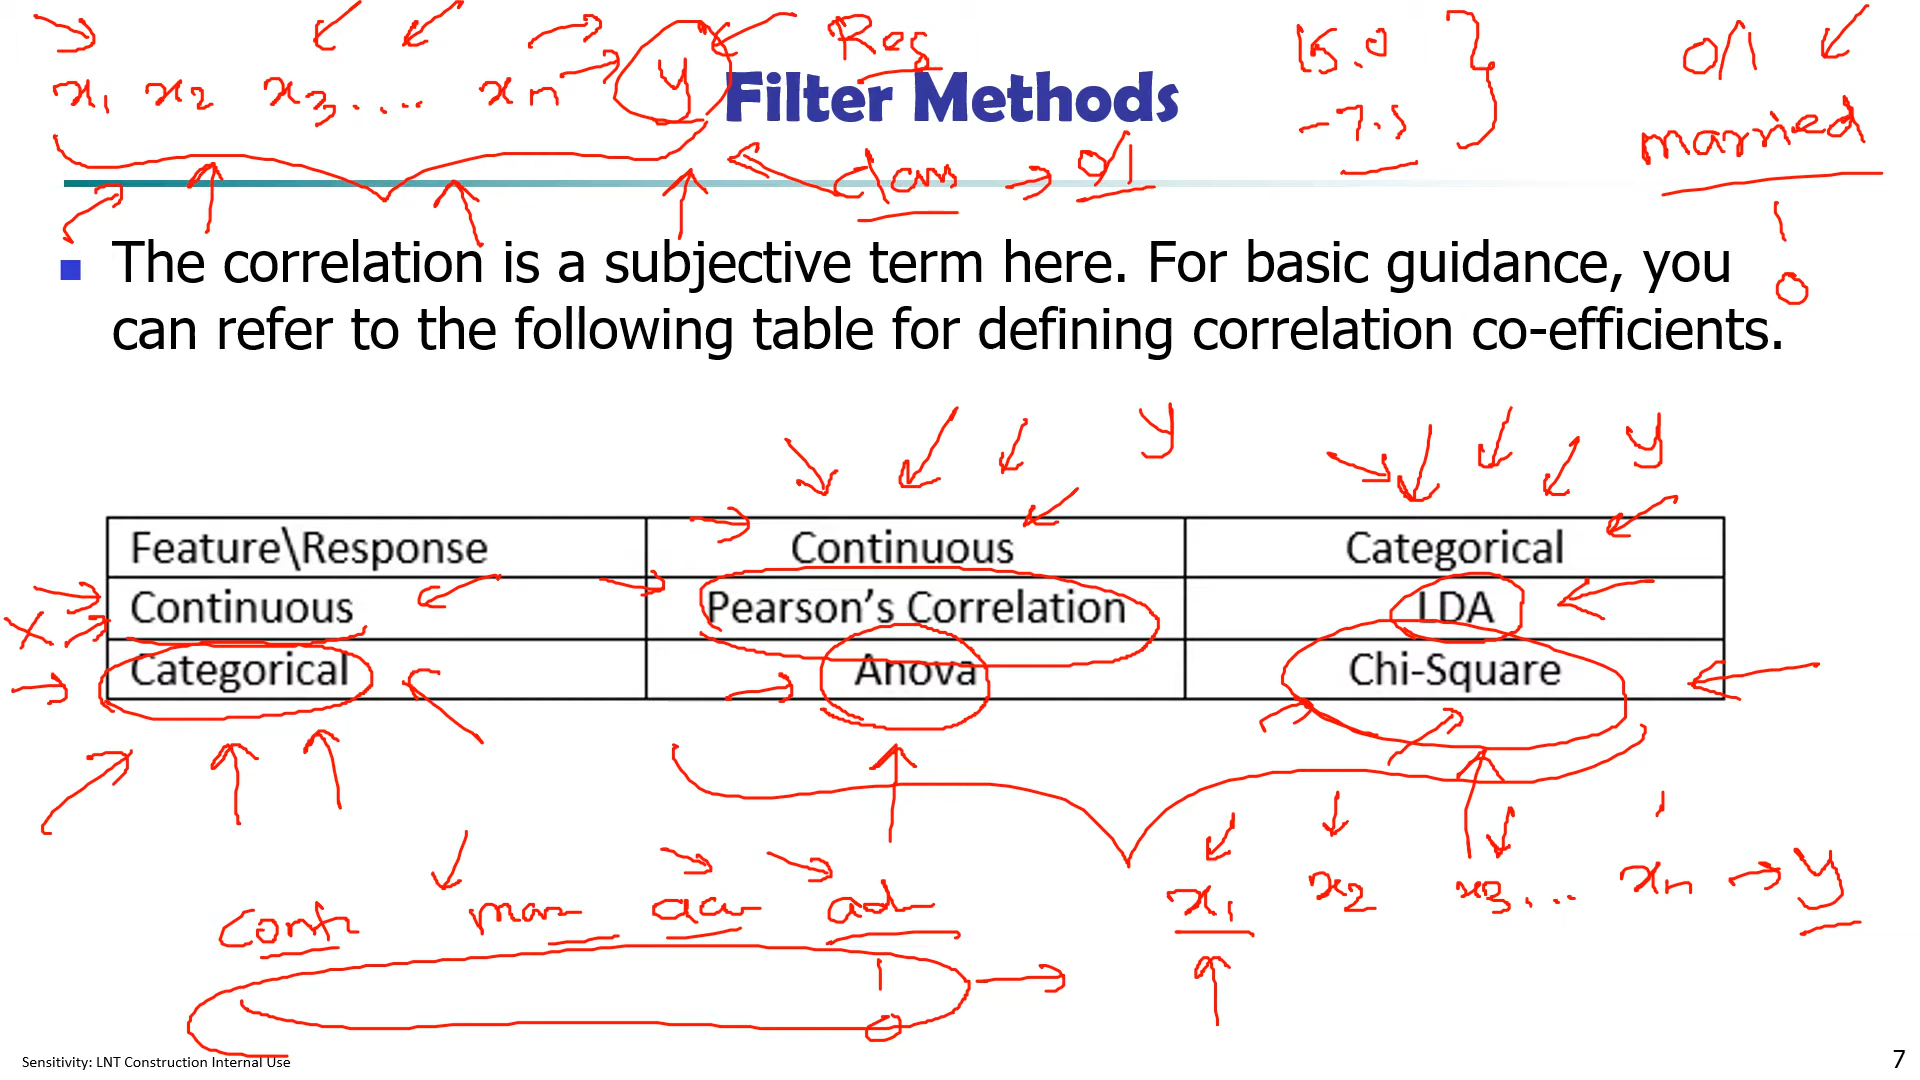 x1 x2 x3 .... xn y Reg 15.0 0/1
Filter Methods
-7.5 married
class 0/1
1
0
The correlation is a subjective term here. For basic guidance, you
can refer to the following table for defining correlation co-efficients.
y y
Feature\Response Continuous Categorical
x Continuous Pearson's Correlation LDA
Categorical Anova Chi-Square
x1 x2 x3 ... xn y
1
0
Sensitivity: LNT Construction Internal Use
7